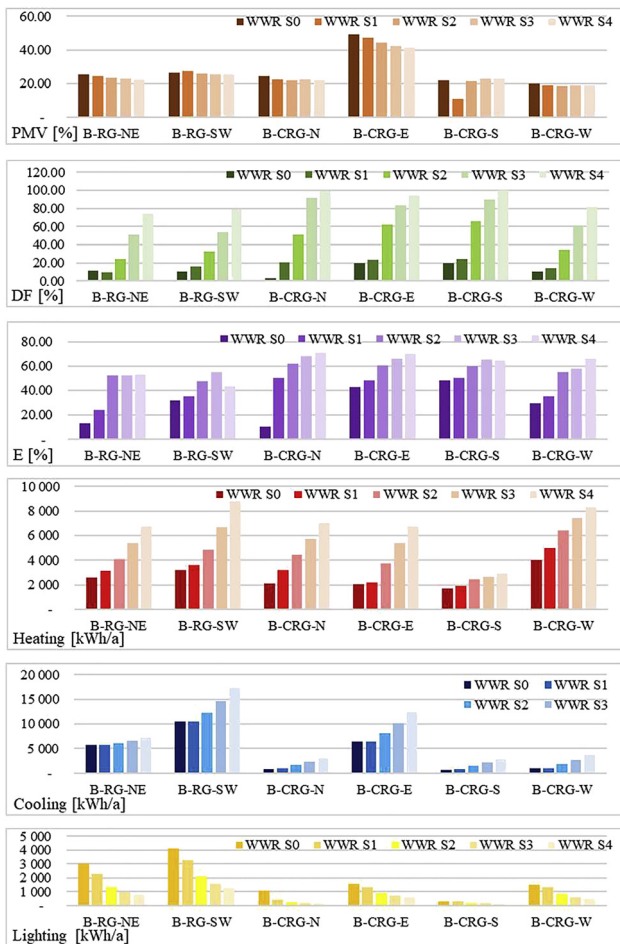 60.00 WWR S0 WWR S1 WWR S2 WWR S3 WWR S4
40.00
20.00
-
PMV [%] B-RG-NE B-RG-SW B-CRG-N B-CRG-E B-CRG-S B-CRG-W
120.00 WWR S0 WWR S1 WWR S2 WWR S3 WWR S4
100.00
80.00
60.00
40.00
20.00
0.00
DF [%] B-RG-NE B-RG-SW B-CRG-N B-CRG-E B-CRG-S B-CRG-W
80.00 WWR S0 WWR S1 WWR S2 WWR S3 WWR S4
60.00
40.00
20.00
-
E [%] B-RG-NE B-RG-SW B-CRG-N B-CRG-E B-CRG-S B-CRG-W
10 000 WWR S0 WWR S1 WWR S2 WWR S3 WWR S4
8 000
6 000
4 000
2 000
-
B-RG-NE B-RG-SW B-CRG-N B-CRG-E B-CRG-S B-CRG-W
Heating [kWh/a]
20 000 WWR S0 WWR S1
15 000 WWR S2 WWR S3
10 000
5 000
-
B-RG-NE B-RG-SW B-CRG-N B-CRG-E B-CRG-S B-CRG-W
Cooling [kWh/a]
5 000 WWR S0 WWR S1 WWR S2 WWR S3 WWR S4
4 000
3 000
2 000
1 000
-
B-RG-NE B-RG-SW B-CRG-N B-CRG-E B-CRG-S B-CRG-W
Lighting [kWh/a]